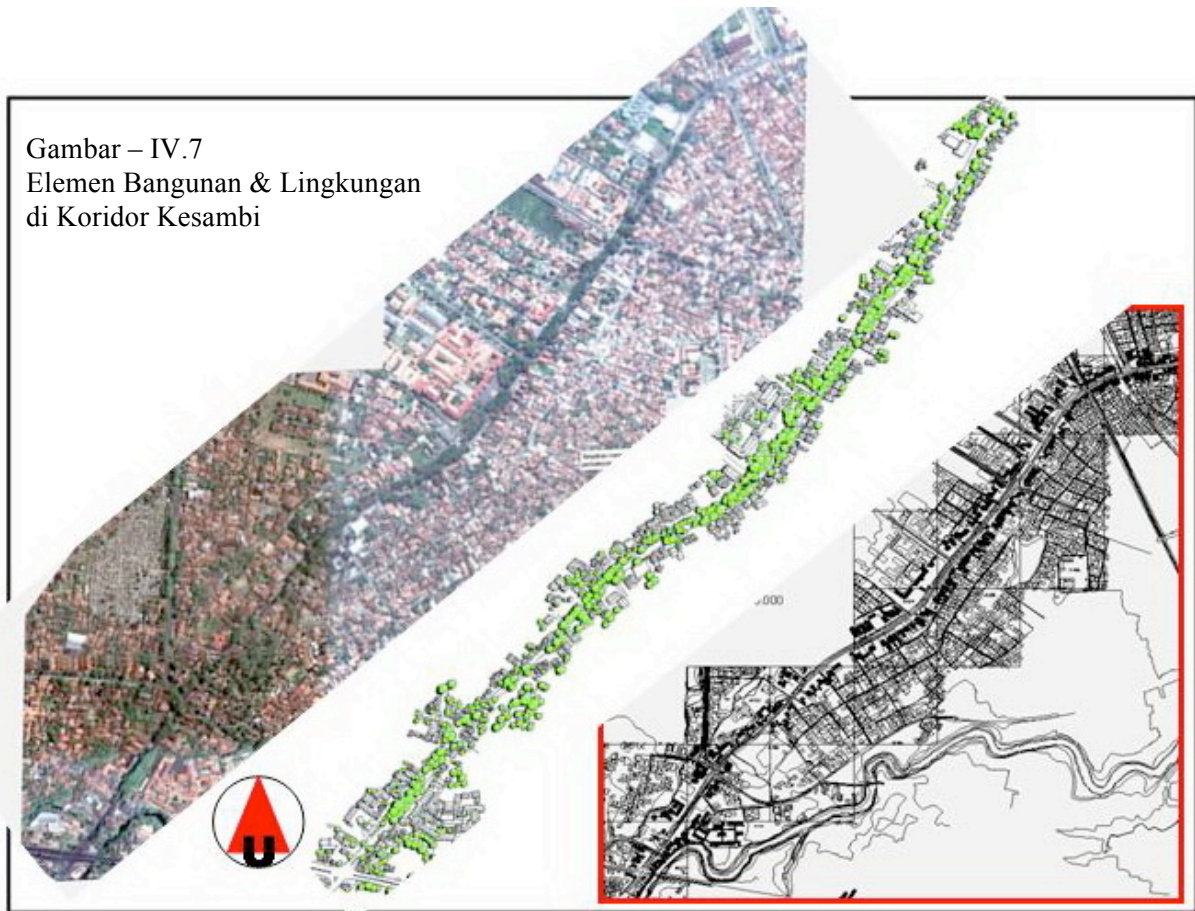 Gambar – IV.7
Elemen Bangunan & Lingkungan
di Koridor Kesambi
U